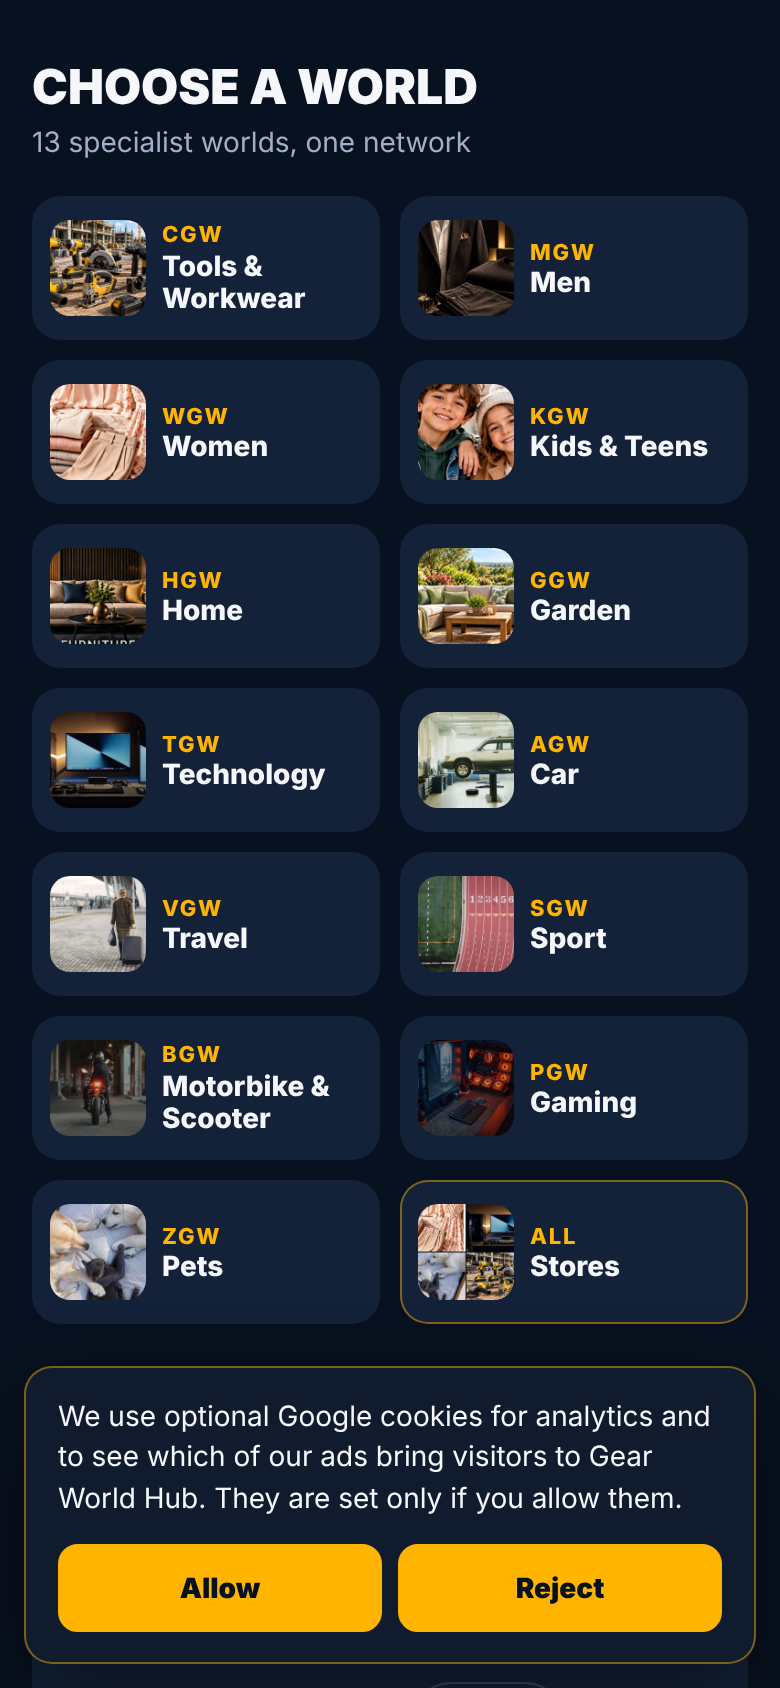 CHOOSE A WORLD
13 specialist worlds, one network
CGW
Tools &
Workwear
MGW
Men
WGW
Women
KGW
Kids & Teens
HGW
Home
GGW
Garden
TGW
Technology
AGW
Car
VGW
Travel
SGW
Sport
BGW
Motorbike &
Scooter
PGW
Gaming
ZGW
Pets
ALL
Stores
We use optional Google cookies for analytics and
to see which of our ads bring visitors to Gear
World Hub. They are set only if you allow them.
Allow
Reject